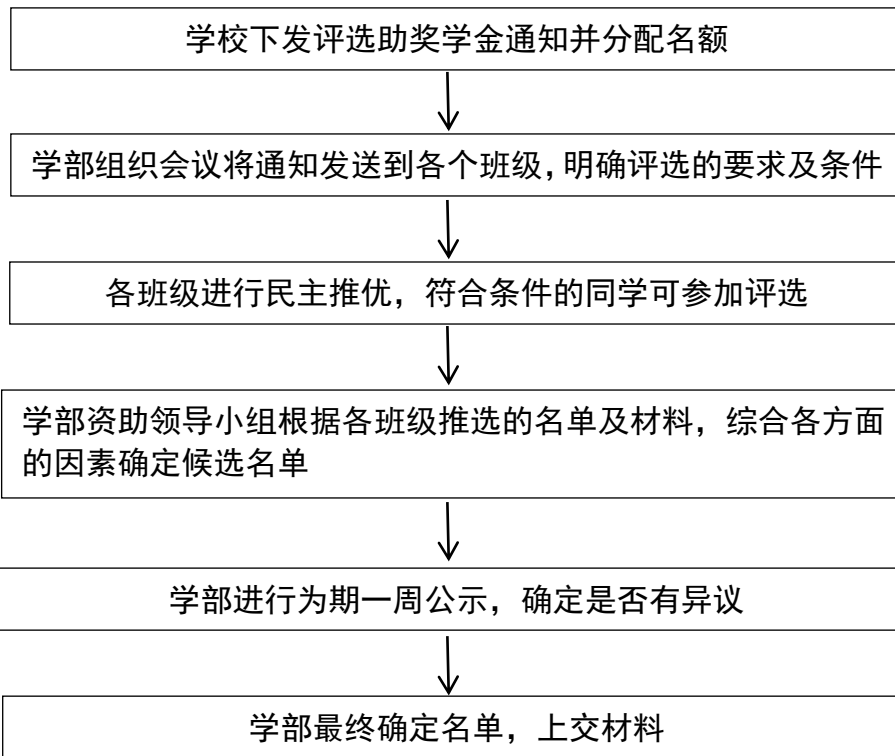 学校下发评选助奖学金通知并分配名额
学部组织会议将通知发送到各个班级，明确评选的要求及条件
各班级进行民主推优，符合条件的同学可参加评选
学部资助领导小组根据各班级推选的名单及材料，综合各方面
的因素确定候选名单
学部进行为期一周公示，确定是否有异议
学部最终确定名单，上交材料